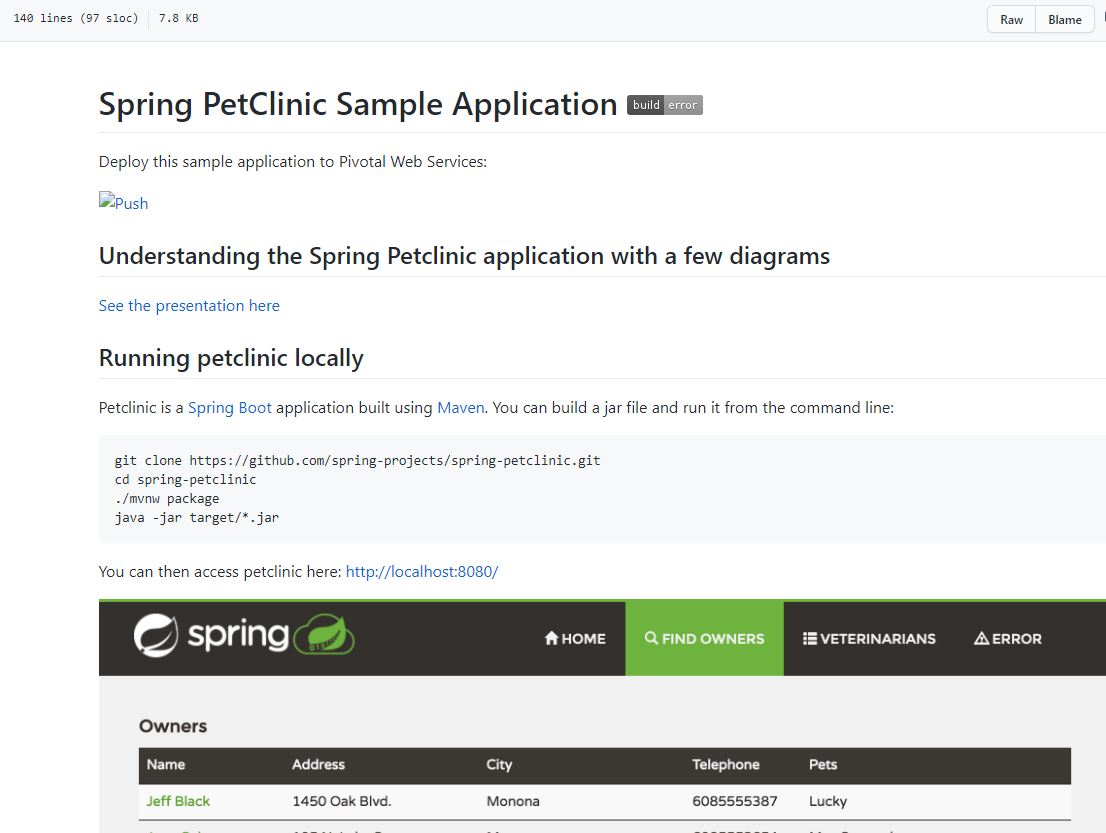 140 lines (97 sloc) 7.8 KB Raw Blame
Spring PetClinic Sample Application build error
Deploy this sample application to Pivotal Web Services:
Push
Understanding the Spring Petclinic application with a few diagrams
See the presentation here
Running petclinic locally
Petclinic is a Spring Boot application built using Maven. You can build a jar file and run it from the command line:
git clone https://github.com/spring-projects/spring-petclinic.git
cd spring-petclinic
./mvnw package
java -jar target/*.jar
You can then access petclinic here: http://localhost:8080/
spring HOME FIND OWNERS VETERINARIANS ERROR
Owners
Name Address City Telephone Pets
Jeff Black 1450 Oak Blvd. Monona 6085555387 Lucky